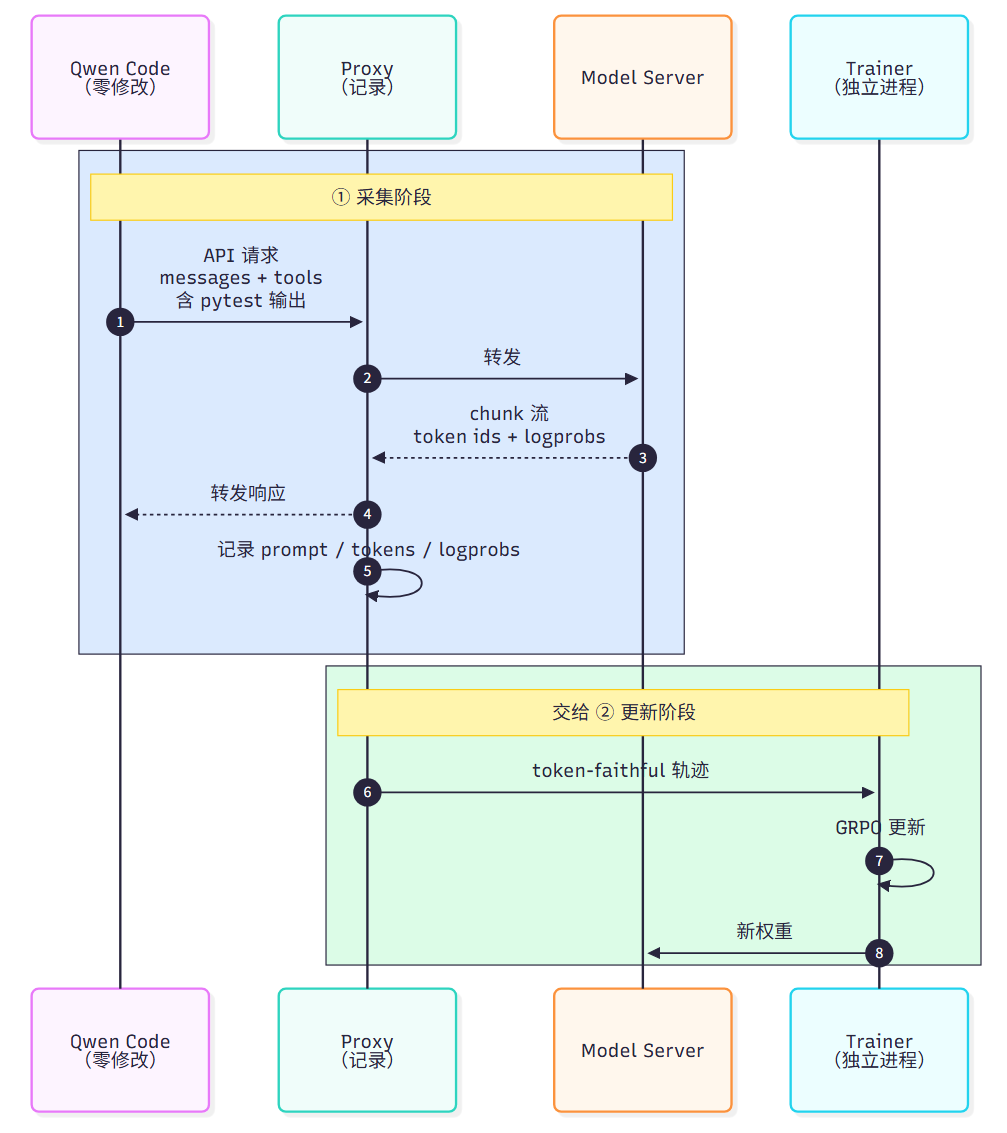 Qwen Code
（零修改）
Proxy
（记录）
Model Server
Trainer
（独立进程）
① 采集阶段
API 请求
messages + tools
含 pytest 输出
1
转发
2
chunk 流
token ids + logprobs
3
转发响应
4
记录 prompt / tokens / logprobs
5
交给 ② 更新阶段
token-faithful 轨迹
6
GRPO 更新
7
新权重
8
Qwen Code
（零修改）
Proxy
（记录）
Model Server
Trainer
（独立进程）